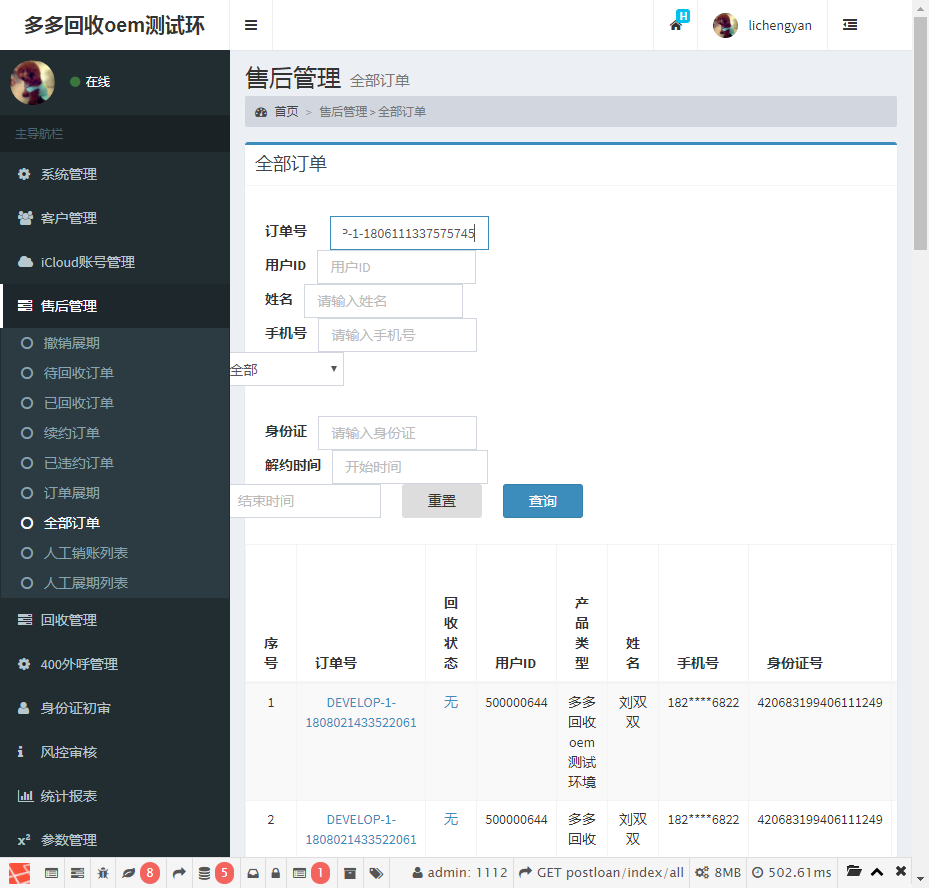 多多回收oem测试环
H
lichengyan
在线
售后管理 全部订单
首页 > 售后管理 > 全部订单
主导航栏
系统管理
客户管理
iCloud账号管理
售后管理
撤销展期
待回收订单
已回收订单
续约订单
已违约订单
订单展期
全部订单
人工销账列表
人工展期列表
回收管理
400外呼管理
身份证初审
风控审核
统计报表
参数管理
全部订单
订单号 P-1-1806111337575745
用户ID 用户ID
姓名 请输入姓名
手机号 请输入手机号
全部
身份证 请输入身份证
解约时间 开始时间
结束时间 重置 查询
序号 订单号 回收状态 用户ID 产品类型 姓名 手机号 身份证号
1 DEVELOP-1-1808021433522061 无 500000644 多多回收oem测试环境 刘双双 182****6822 420683199406111249
2 DEVELOP-1-1808021433522061 无 500000644 多多回收 刘双双 182****6822 420683199406111249
8 5 1 admin: 1112 GET postloan/index/all 8MB 502.61ms